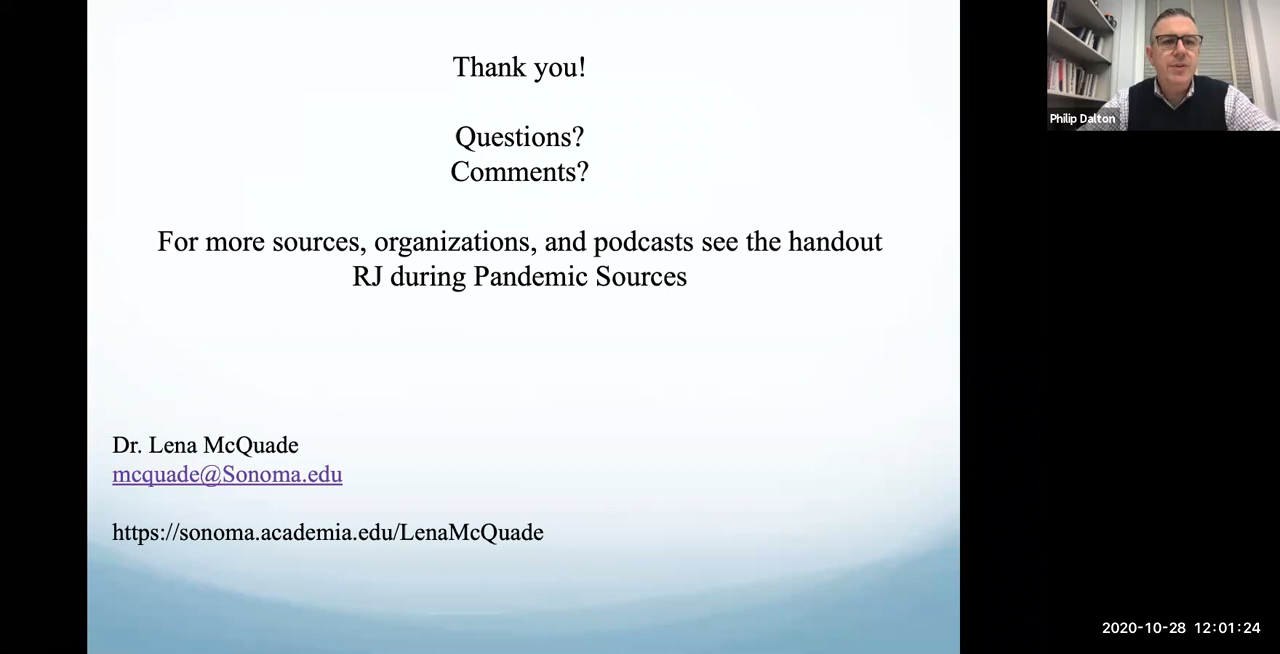 Thank you!
Questions?
Comments?
For more sources, organizations, and podcasts see the handout
RJ during Pandemic Sources
Dr. Lena McQuade
mcquade@Sonoma.edu
https://sonoma.academia.edu/LenaMcQuade
Philip Dalton
2020-10-28 12:01:24